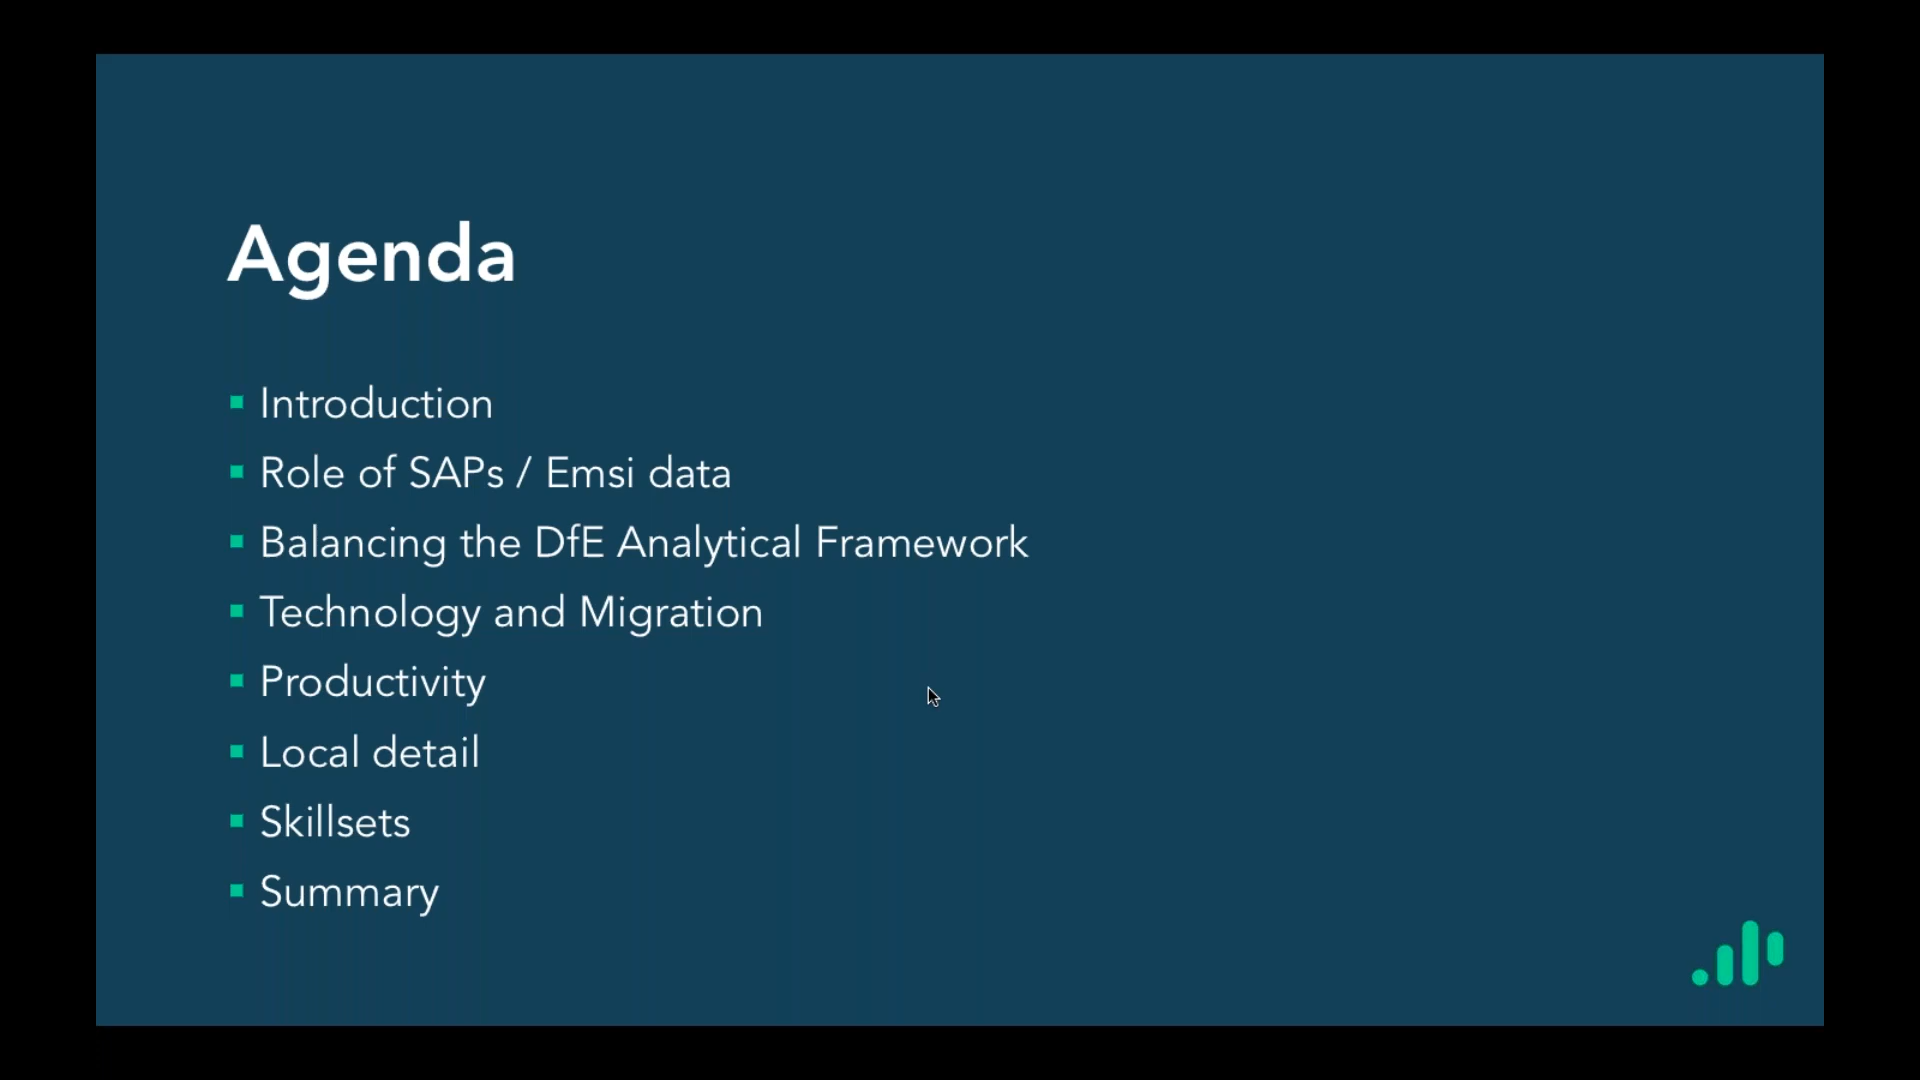 Agenda
Introduction
Role of SAPs / Emsi data
Balancing the DfE Analytical Framework
Technology and Migration
Productivity
Local detail
Skillsets
Summary